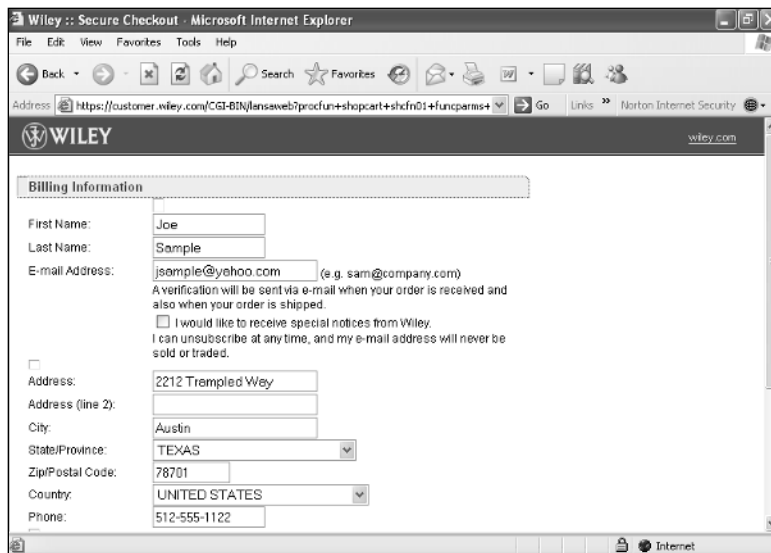 Wiley :: Secure Checkout - Microsoft Internet Explorer
File Edit View Favorites Tools Help
Back Search Favorites
Address https://customer.wiley.com/CGI-BIN/lansaweb?procfun+shopcart+shcfn01+funcparms+ Go Links » Norton Internet Security
WILEY wiley.com
Billing Information
First Name: Joe
Last Name: Sample
E-mail Address: jsample@yahoo.com (e.g. sam@company.com)
A verification will be sent via e-mail when your order is received and
also when your order is shipped.
I would like to receive special notices from Wiley.
I can unsubscribe at any time, and my e-mail address will never be
sold or traded.
Address: 2212 Trampled Way
Address (line 2):
City: Austin
State/Province: TEXAS
Zip/Postal Code: 78701
Country: UNITED STATES
Phone: 512-555-1122
Internet